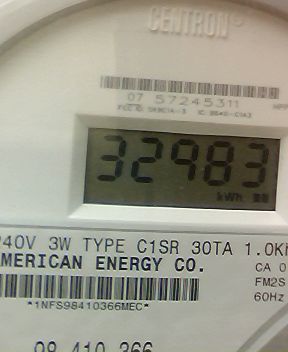 CENTRON®
07 57245311
32983
kWh
240V 3W TYPE C1SR 30TA 1.0Kh
AMERICAN ENERGY CO.
CA 0
FM2S
60Hz
*1NFS98410366MEC*
98 410 366